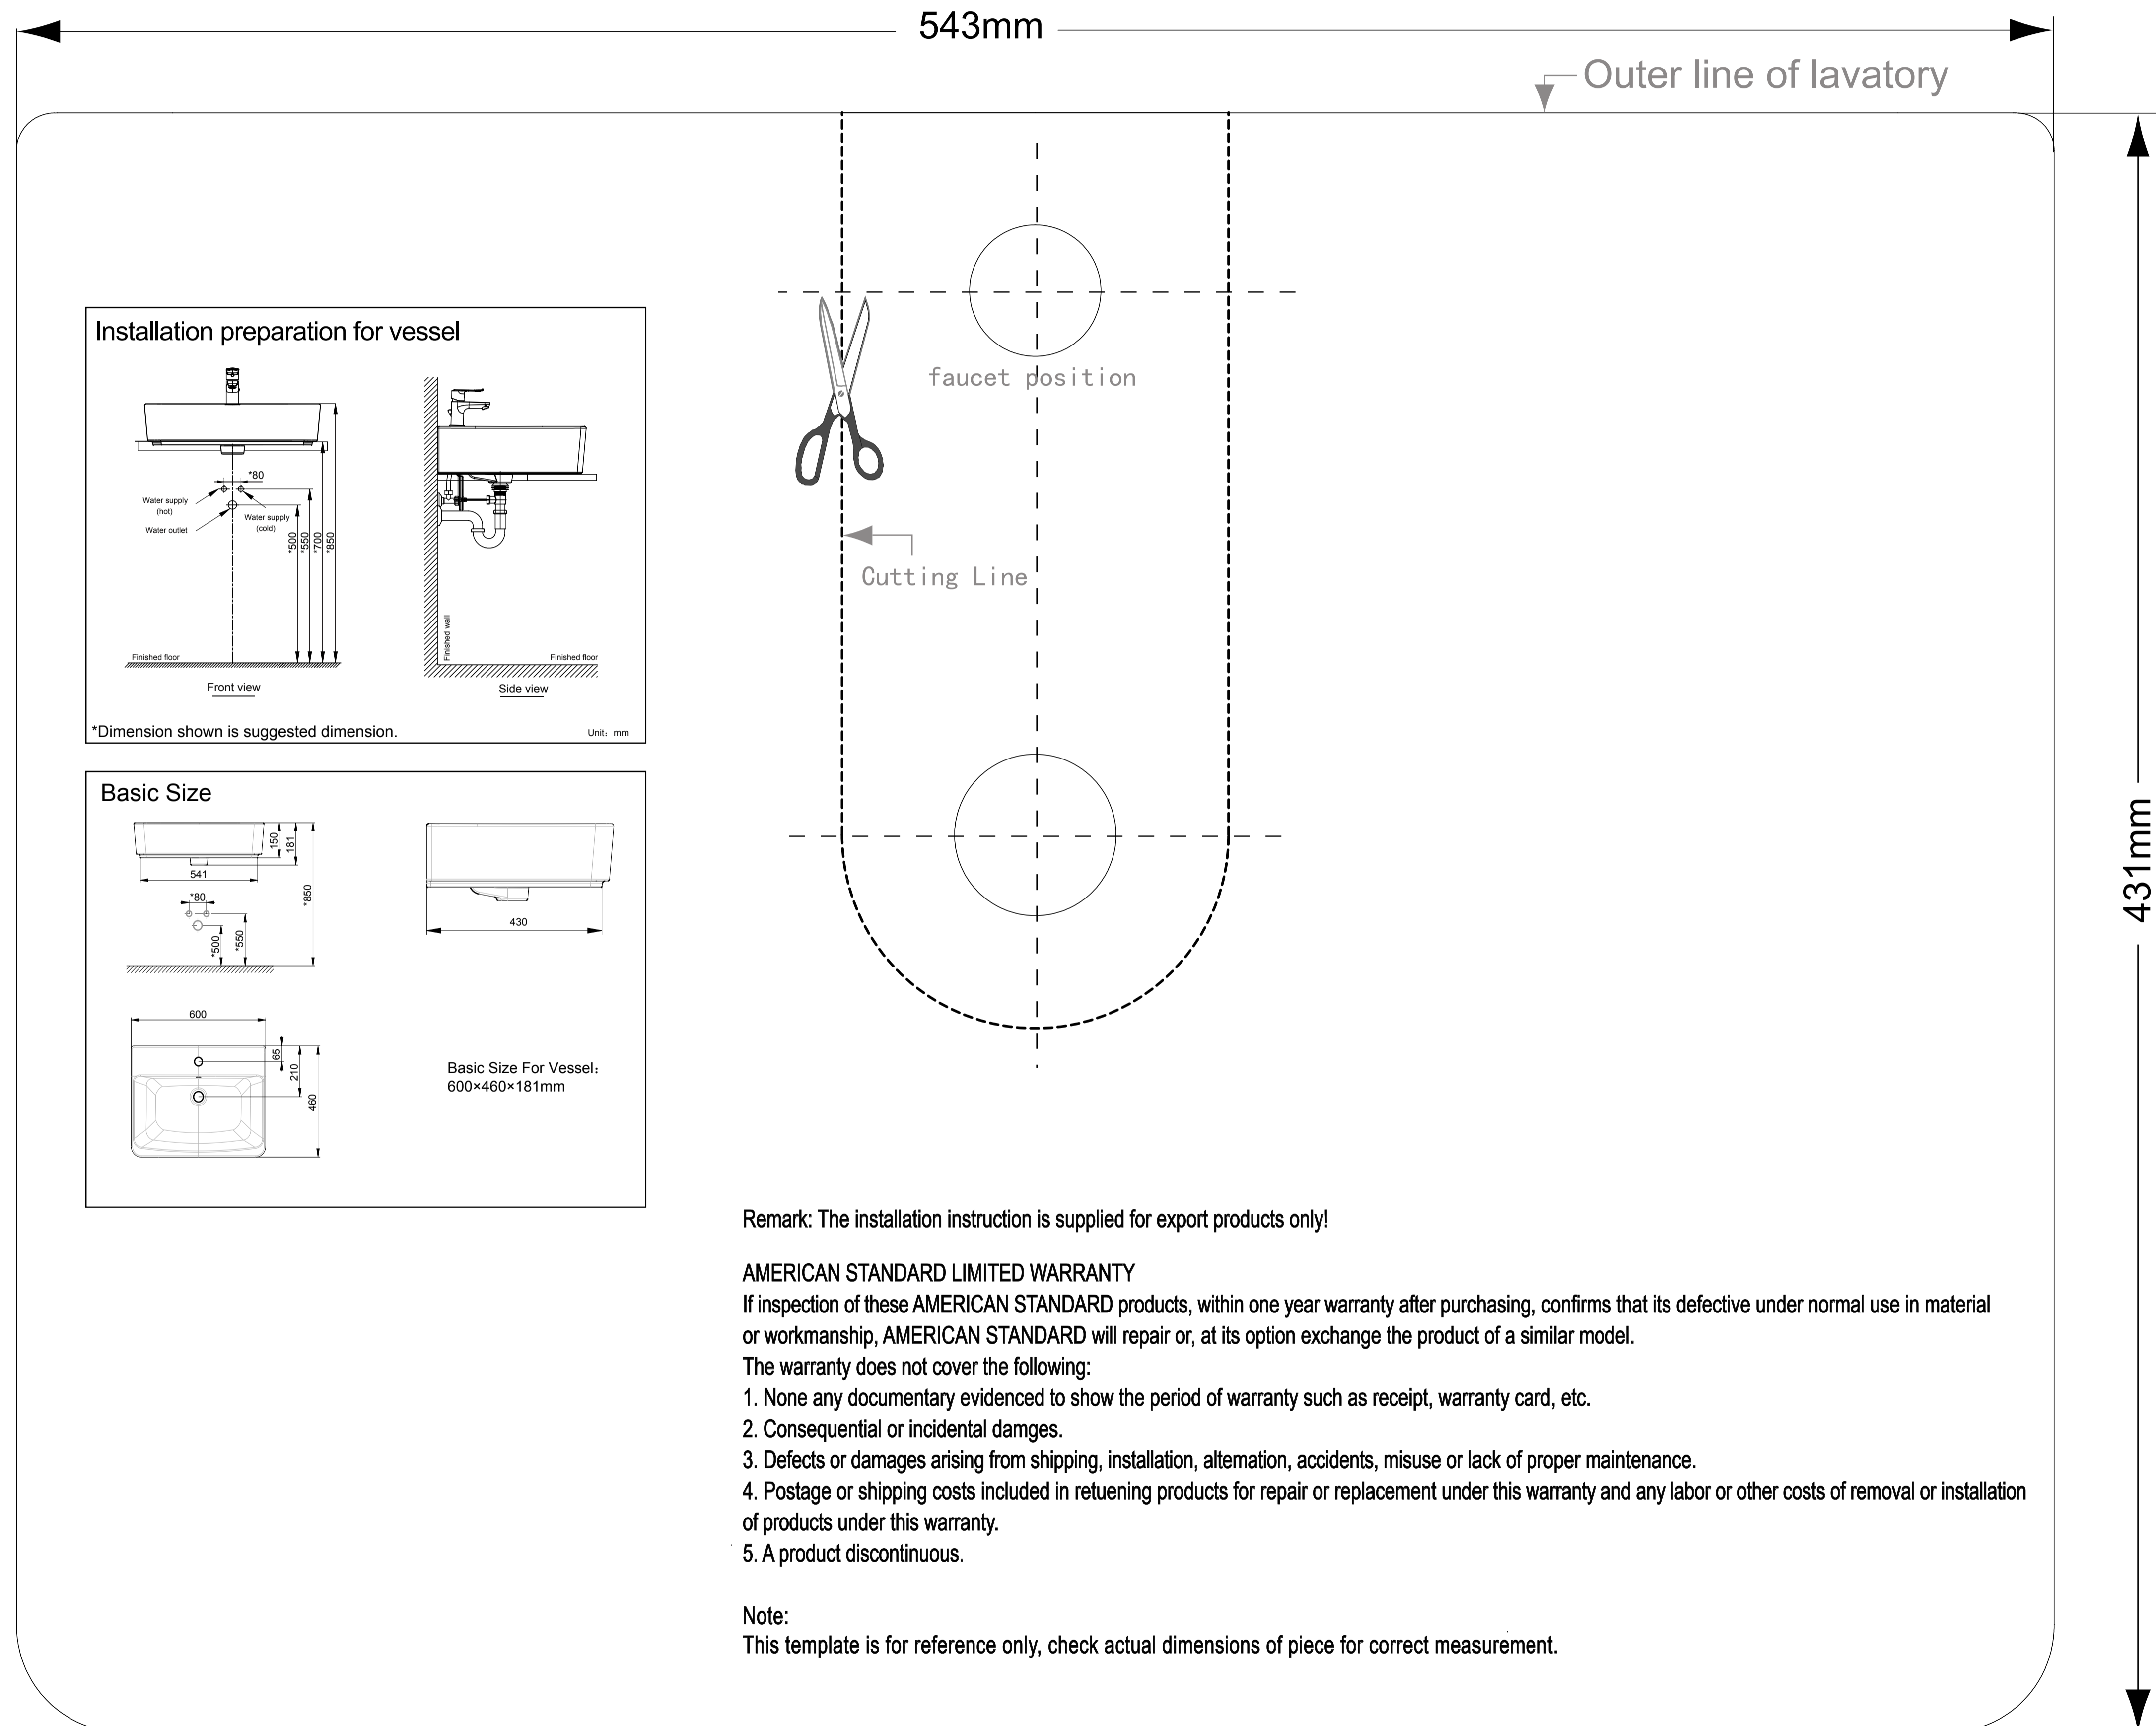 543mm
Outer line of lavatory
431mm
faucet position
Cutting Line
Installation preparation for vessel
*80
Water supply
(hot)
Water outlet
Water supply
(cold)
*500
*550
*700
*850
Finished floor
Front view
Finished wall
Finished floor
Side view
*Dimension shown is suggested dimension.
Unit: mm
Basic Size
150
181
541
*850
*80
*500
*550
430
600
65
210
460
Basic Size For Vessel:
600×460×181mm
Remark: The installation instruction is supplied for export products only!
AMERICAN STANDARD LIMITED WARRANTY
If inspection of these AMERICAN STANDARD products, within one year warranty after purchasing, confirms that its defective under normal use in material
or workmanship, AMERICAN STANDARD will repair or, at its option exchange the product of a similar model.
The warranty does not cover the following:
1. None any documentary evidenced to show the period of warranty such as receipt, warranty card, etc.
2. Consequential or incidental damges.
3. Defects or damages arising from shipping, installation, altemation, accidents, misuse or lack of proper maintenance.
4. Postage or shipping costs included in retuening products for repair or replacement under this warranty and any labor or other costs of removal or installation
of products under this warranty.
5. A product discontinuous.
Note:
This template is for reference only, check actual dimensions of piece for correct measurement.